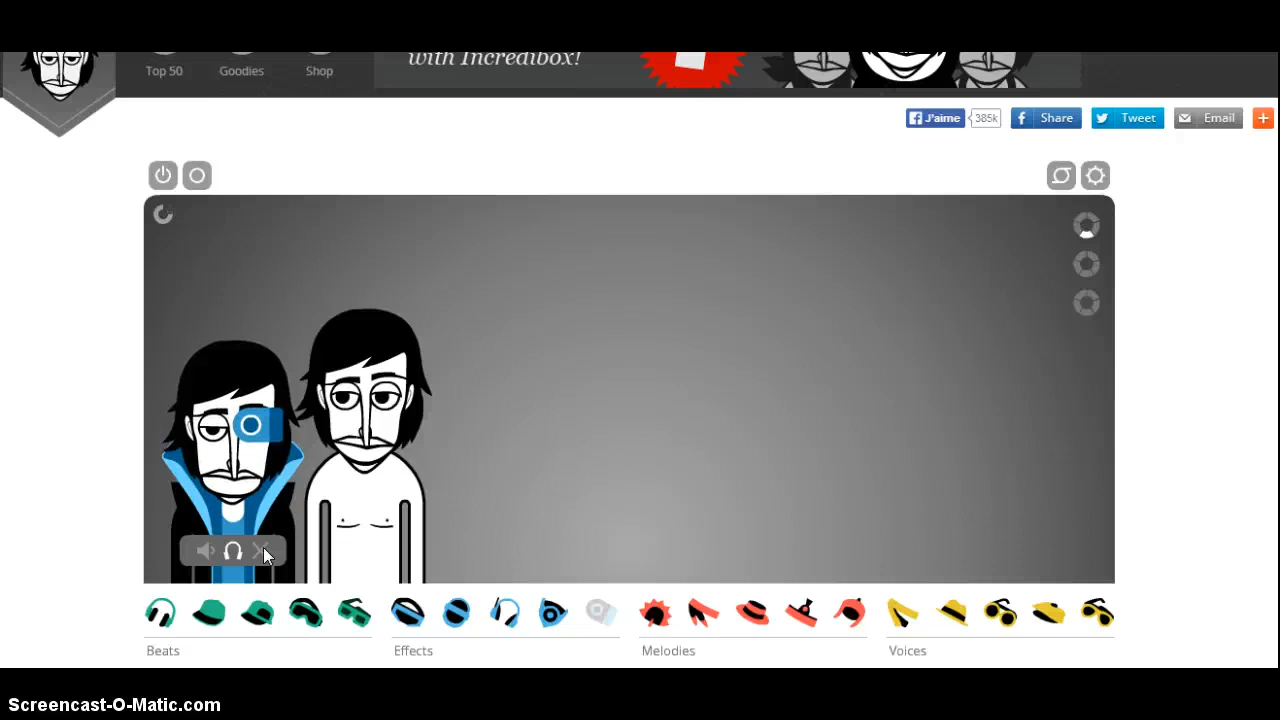 with Incredibox!
Top 50
Goodies
Shop
J'aime
385k
Share
Tweet
Email
+
Beats
Effects
Melodies
Voices
Screencast-O-Matic.com